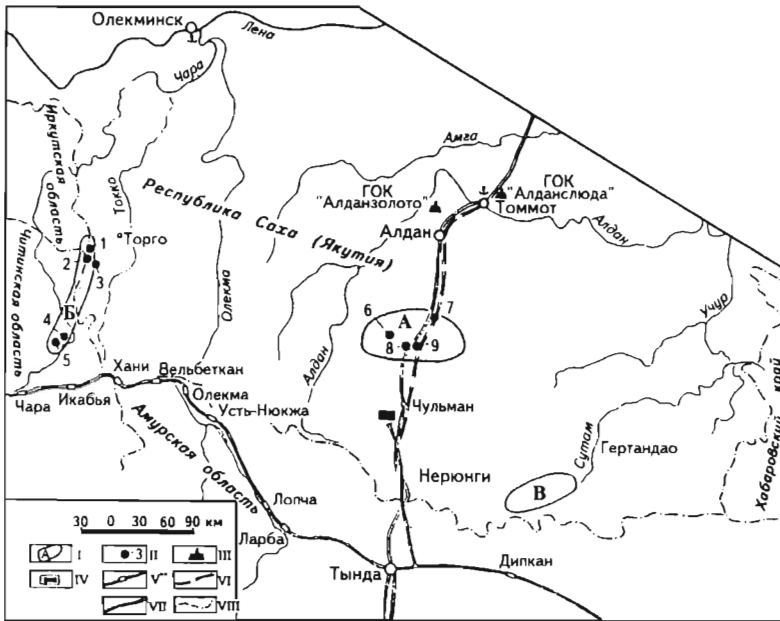 Олекминск
Лена
Чара
Иркутская область
Токко
Республика Саха (Якутия)
Амга
ГОК
"Алданзолото"
ГОК
"Алданслюда"
Томмот
Алдан
Алдан
Читинская область
1
Торго
2
3
Б
4
5
Олекма
Алдан
6
А
7
8
9
Учур
Хабаровский край
Хани
Вельбеткан
Чара
Икабья
Олекма
Усть-Нюкжа
Чульман
Амурская область
Нерюнги
Сутам
Гертандао
В
Лопча
Ларба
Тында
Дипкан
30 0 30 60 90 км
А I
3 II
III
IV
V
VI
VII
VIII